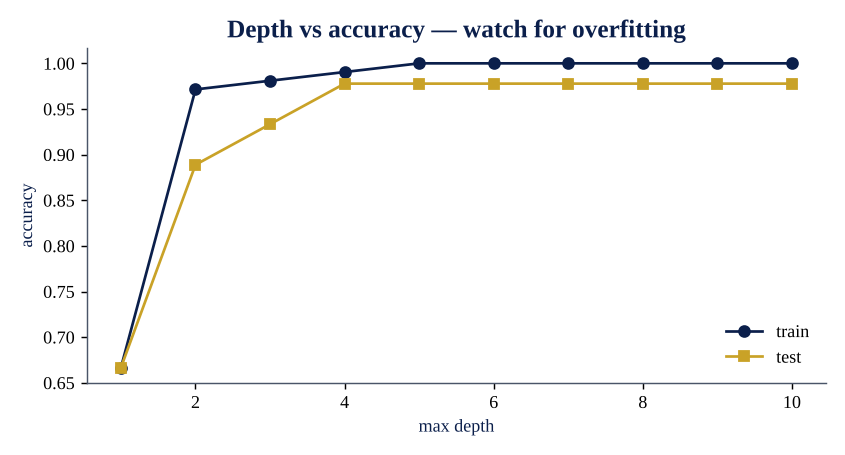 Depth vs accuracy — watch for overfitting
1.00
0.95
0.90
0.85
0.80
0.75
0.70
0.65
accuracy
train
test
2 4 6 8 10
max depth